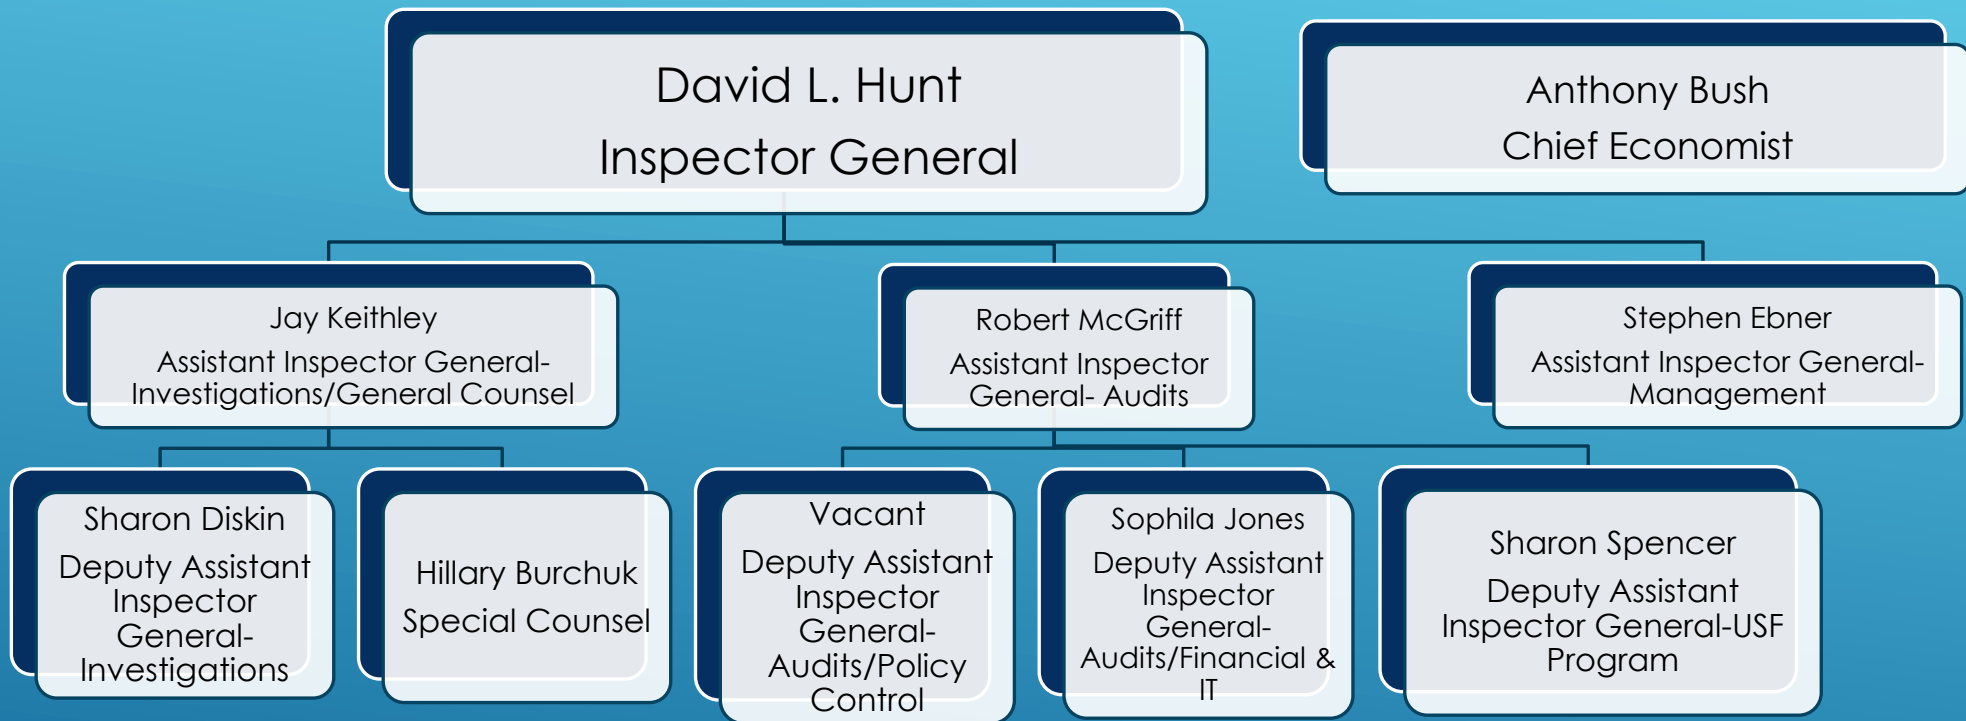 David L. Hunt
Inspector General
Anthony Bush
Chief Economist
Jay Keithley
Assistant Inspector General-
Investigations/General Counsel
Robert McGriff
Assistant Inspector
General- Audits
Stephen Ebner
Assistant Inspector General-
Management
Sharon Diskin
Deputy Assistant
Inspector
General-
Investigations
Hillary Burchuk
Special Counsel
Vacant
Deputy Assistant
Inspector
General-
Audits/Policy
Control
Sophila Jones
Deputy Assistant
Inspector
General-
Audits/Financial &
IT
Sharon Spencer
Deputy Assistant
Inspector General-USF
Program